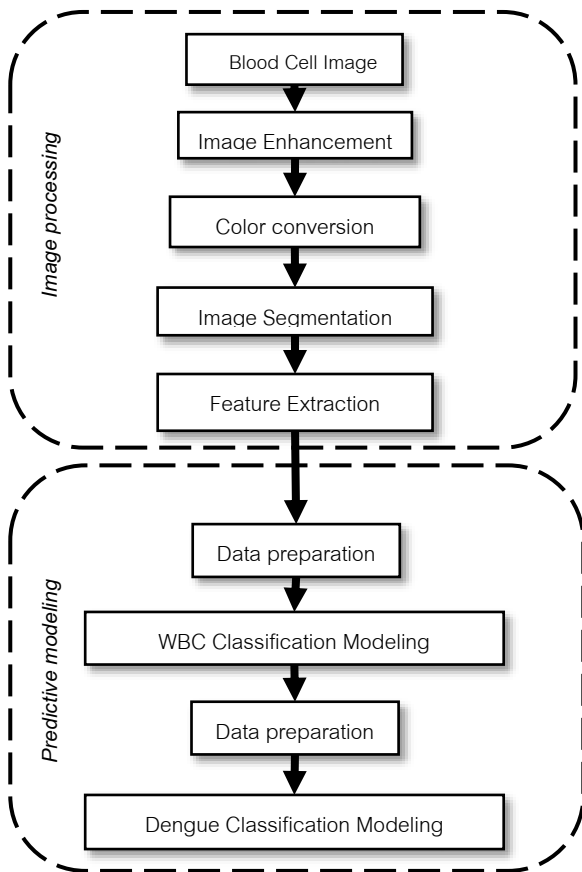 Blood Cell Image
Image Enhancement
Color conversion
Image Segmentation
Feature Extraction
Image processing
Data preparation
WBC Classification Modeling
Data preparation
Dengue Classification Modeling
Predictive modeling